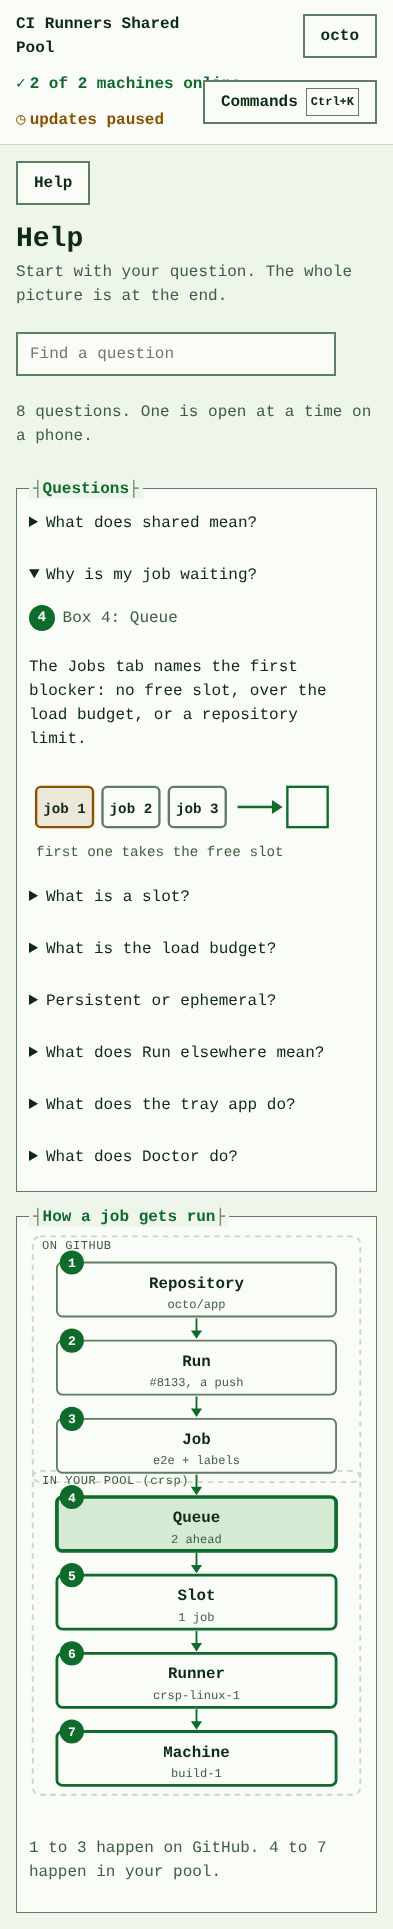 CI Runners Shared
Pool
octo
✓ 2 of 2 machines online
Commands Ctrl+K
◷ updates paused
Help
Help
Start with your question. The whole
picture is at the end.
Find a question
8 questions. One is open at a time on
a phone.
Questions
What does shared mean?
Why is my job waiting?
4 Box 4: Queue
The Jobs tab names the first
blocker: no free slot, over the
load budget, or a repository
limit.
job 1 job 2 job 3
first one takes the free slot
What is a slot?
What is the load budget?
Persistent or ephemeral?
What does Run elsewhere mean?
What does the tray app do?
What does Doctor do?
How a job gets run
ON GITHUB
1
Repository
octo/app
2
Run
#8133, a push
3
Job
e2e + labels
IN YOUR POOL (crsp)
4
Queue
2 ahead
5
Slot
1 job
6
Runner
crsp-linux-1
7
Machine
build-1
1 to 3 happen on GitHub. 4 to 7
happen in your pool.